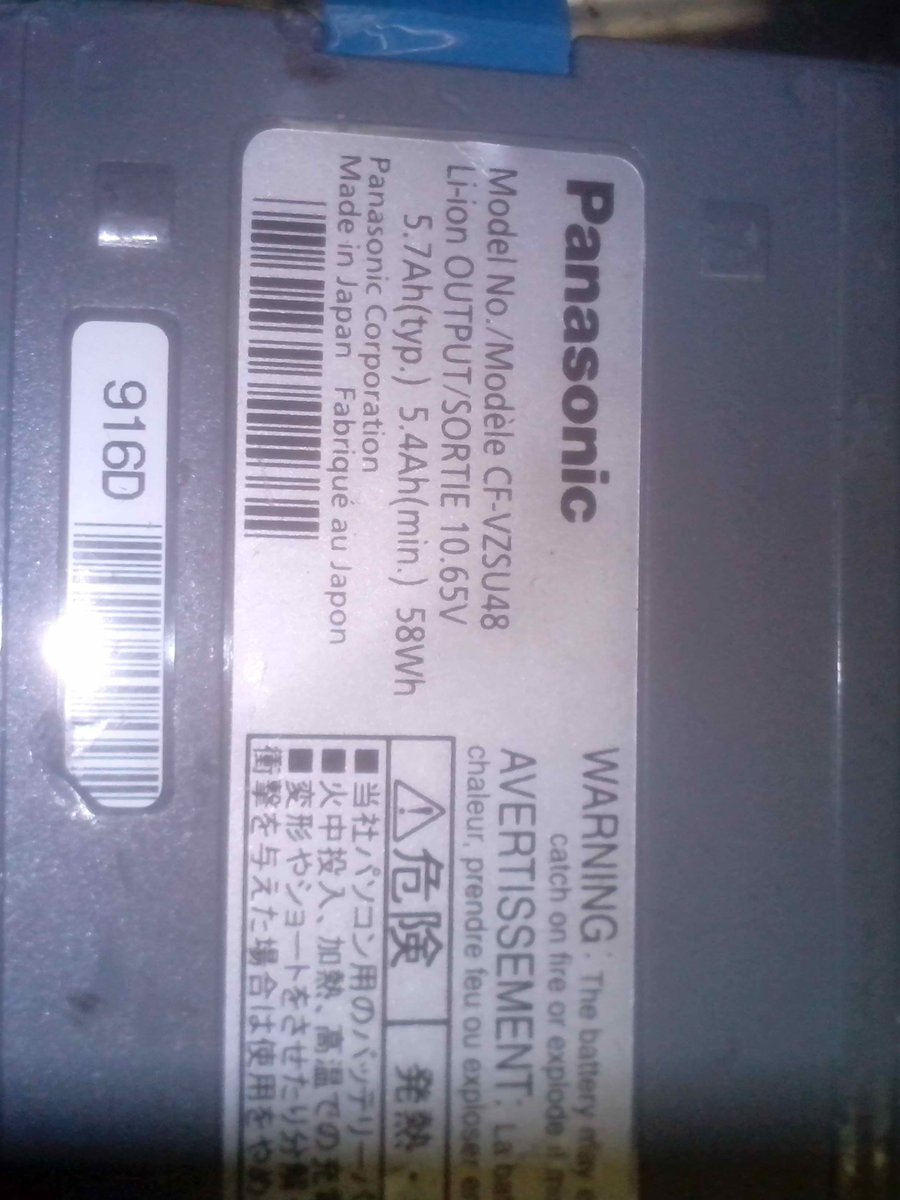 Panasonic
Model No./Modèle CF-VZSU48
Li-ion OUTPUT/SORTIE 10.65V
5.7Ah(typ.) 5.4Ah(min.) 58Wh
Panasonic Corporation
Made in Japan Fabriqué au Japon
916D
WARNING: The battery may
catch on fire or explode if
AVERTISSEMENT: La
chaleur, prendre feu ou exploser
⚠危険 発熱・
■当社パソコン用のバッテリー
■火中投入、加熱、高温での充
■変形やショートをさせたり分解
衝撃を与えた場合は使用をやめ